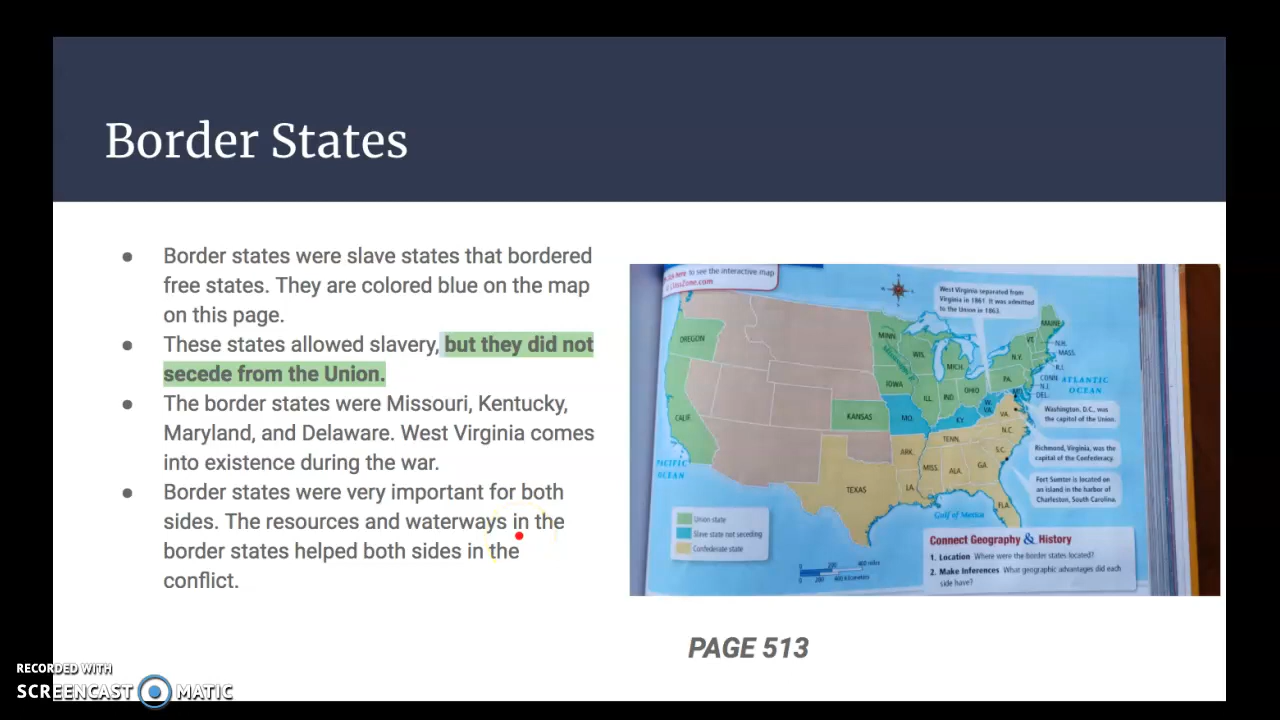 Border States
● Border states were slave states that bordered
free states. They are colored blue on the map
on this page.
● These states allowed slavery, but they did not
secede from the Union.
● The border states were Missouri, Kentucky,
Maryland, and Delaware. West Virginia comes
into existence during the war.
● Border states were very important for both
sides. The resources and waterways in the
border states helped both sides in the
conflict.
to see the interactive map
West Virginia separated from
Virginia in 1861. It was admitted
to the Union in 1863.
OREGON
CALIF.
KANSAS
TEXAS
MINN.
WIS.
MICH.
IOWA
ILL.
IND.
OHIO
PA.
N.Y.
VT.
MAINE
N.H.
MASS.
R.I.
CONN.
N.J.
DEL.
MD.
W.
VA.
VA.
MO.
KY.
TENN.
N.C.
S.C.
ARK.
MISS.
ALA.
GA.
LA.
FLA.
ATLANTIC
OCEAN
PACIFIC
OCEAN
Gulf of Mexico
Washington, D.C., was
the capital of the Union.
Richmond, Virginia, was the
capital of the Confederacy.
Fort Sumter is located on
an island in the harbor of
Charleston, South Carolina.
Union state
Slave state not seceding
Confederate state
Connect Geography & History
1. Location Where were the border states located?
2. Make Inferences What geographic advantages did each
side have?
PAGE 513
RECORDED WITH
SCREENCAST MATIC